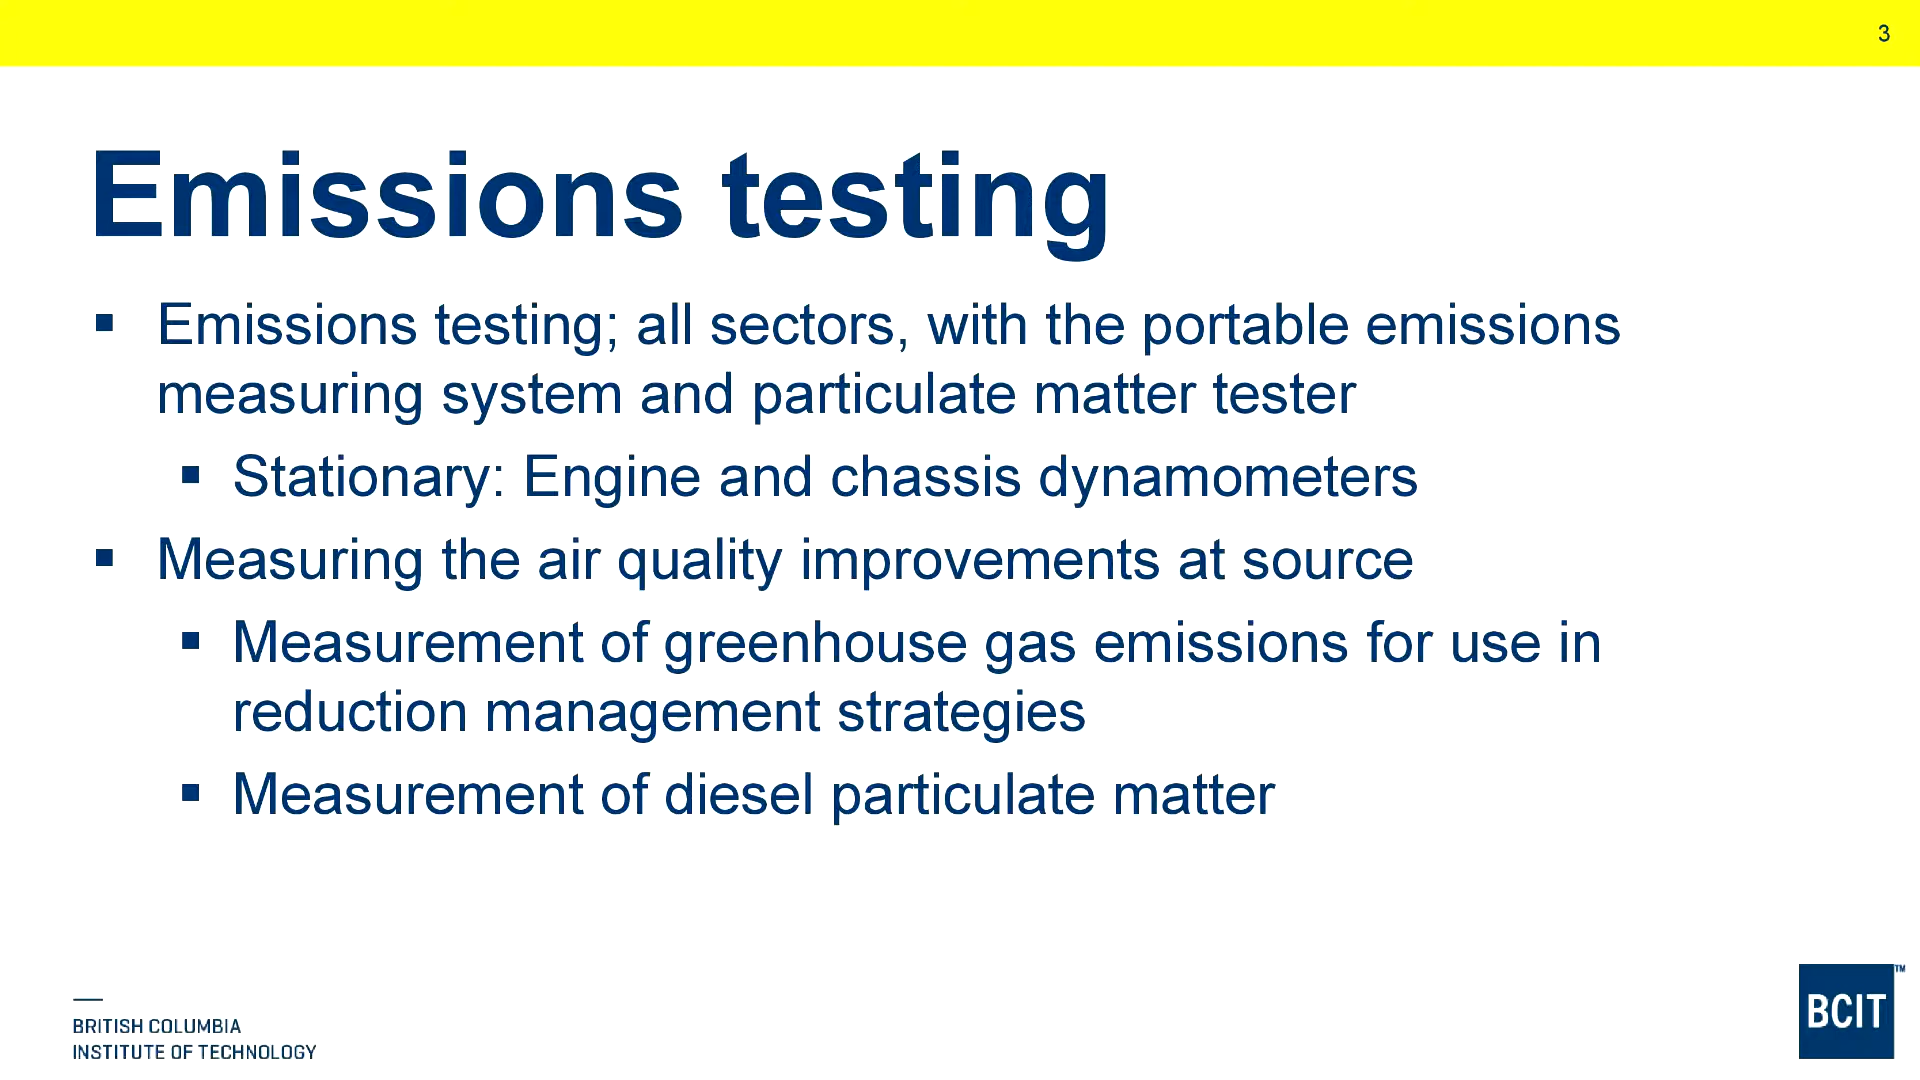 3
Emissions testing
▪ Emissions testing; all sectors, with the portable emissions
measuring system and particulate matter tester
▪ Stationary: Engine and chassis dynamometers
▪ Measuring the air quality improvements at source
▪ Measurement of greenhouse gas emissions for use in
reduction management strategies
▪ Measurement of diesel particulate matter
BRITISH COLUMBIA
INSTITUTE OF TECHNOLOGY
BCIT™